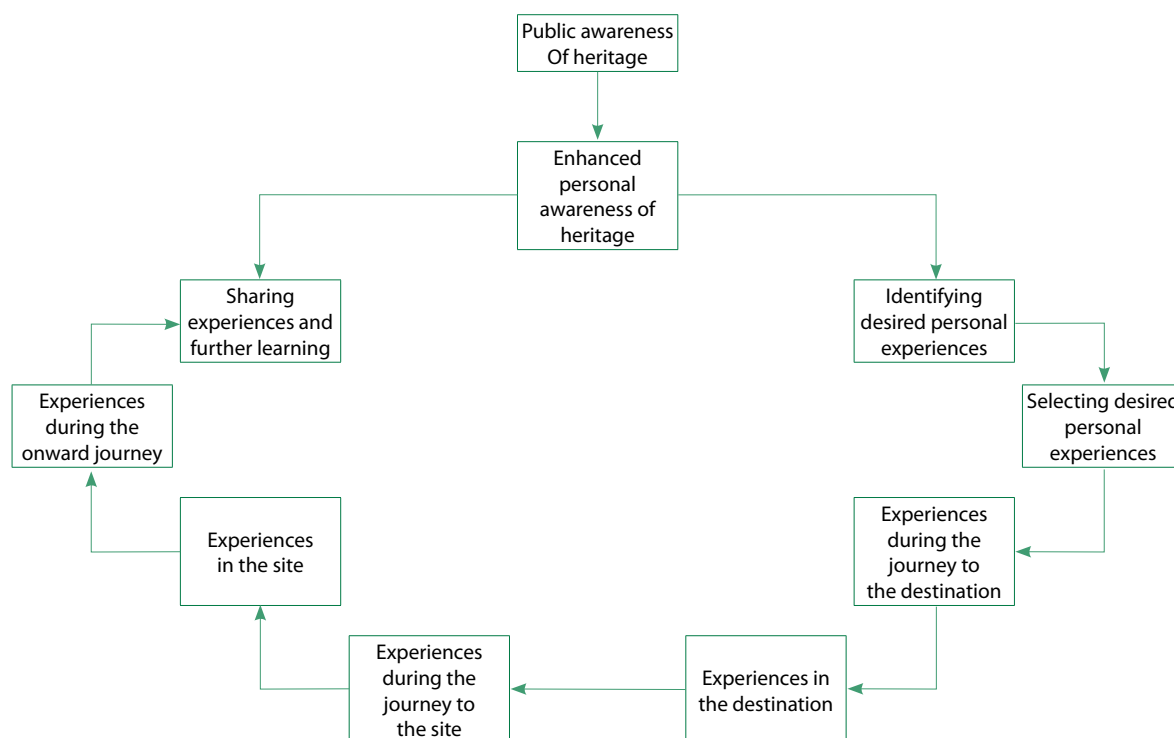 Public awareness
Of heritage
Enhanced
personal
awareness of
heritage
Sharing
experiences and
further learning
Identifying
desired personal
experiences
Experiences
during the
onward journey
Selecting desired
personal
experiences
Experiences
in the site
Experiences
during the
journey to
the destination
Experiences
during the
journey to
the site
Experiences in
the destination